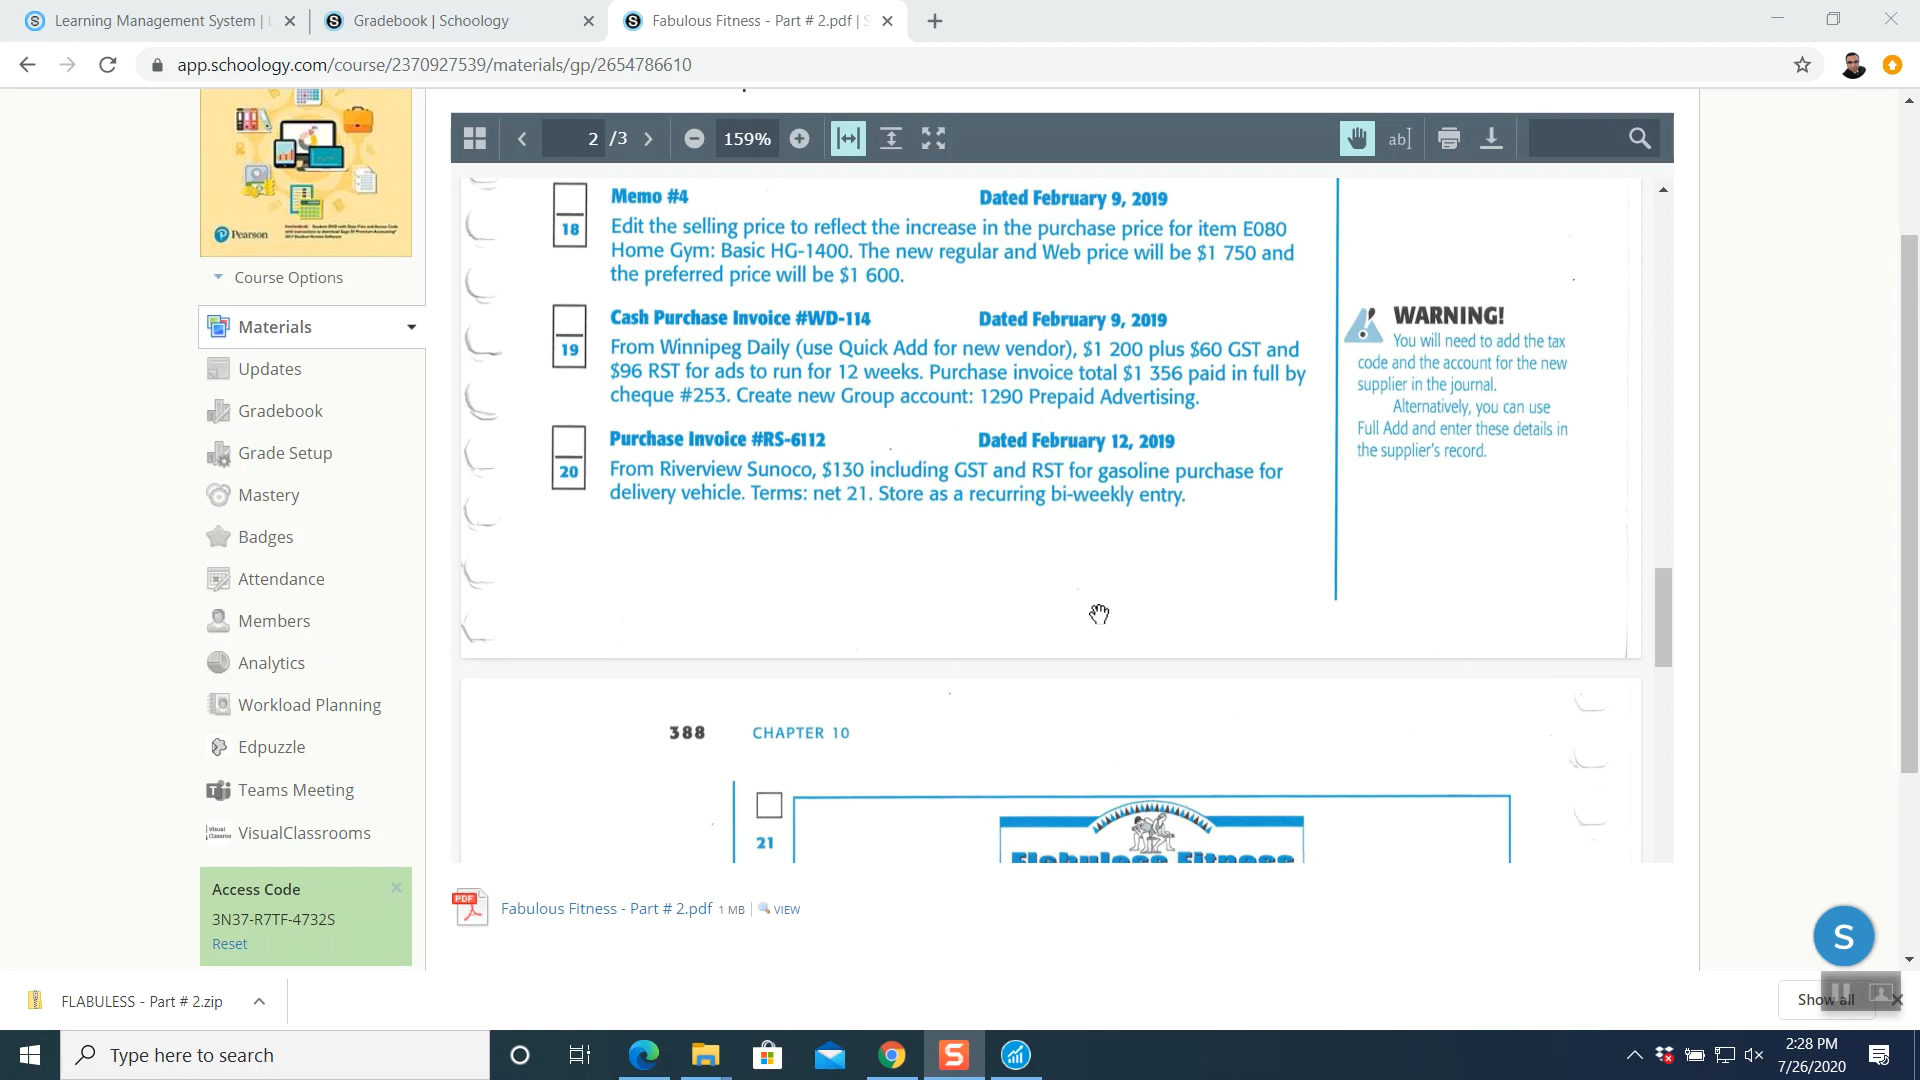 Learning Management System | L
Gradebook | Schoology
Fabulous Fitness - Part # 2.pdf | S
app.schoology.com/course/2370927539/materials/gp/2654786610
Pearson
Course Options
Materials
Updates
Gradebook
Grade Setup
Mastery
Badges
Attendance
Members
Analytics
Workload Planning
Edpuzzle
Teams Meeting
VisualClassrooms
Access Code
3N37-R7TF-4732S
Reset
2 /3
159%
ab
Memo #4 Dated February 9, 2019
18
Edit the selling price to reflect the increase in the purchase price for item E080
Home Gym: Basic HG-1400. The new regular and Web price will be $1 750 and
the preferred price will be $1 600.
Cash Purchase Invoice #WD-114 Dated February 9, 2019
19
From Winnipeg Daily (use Quick Add for new vendor), $1 200 plus $60 GST and
$96 RST for ads to run for 12 weeks. Purchase invoice total $1 356 paid in full by
cheque #253. Create new Group account: 1290 Prepaid Advertising.
Purchase Invoice #RS-6112 Dated February 12, 2019
20
From Riverview Sunoco, $130 including GST and RST for gasoline purchase for
delivery vehicle. Terms: net 21. Store as a recurring bi-weekly entry.
WARNING!
You will need to add the tax
code and the account for the new
supplier in the journal.
Alternatively, you can use
Full Add and enter these details in
the supplier's record.
388 CHAPTER 10
21
Flabuless Fitness
PDF
Fabulous Fitness - Part # 2.pdf 1 MB VIEW
S
FLABULESS - Part # 2.zip
Show all
Type here to search
2:28 PM
7/26/2020